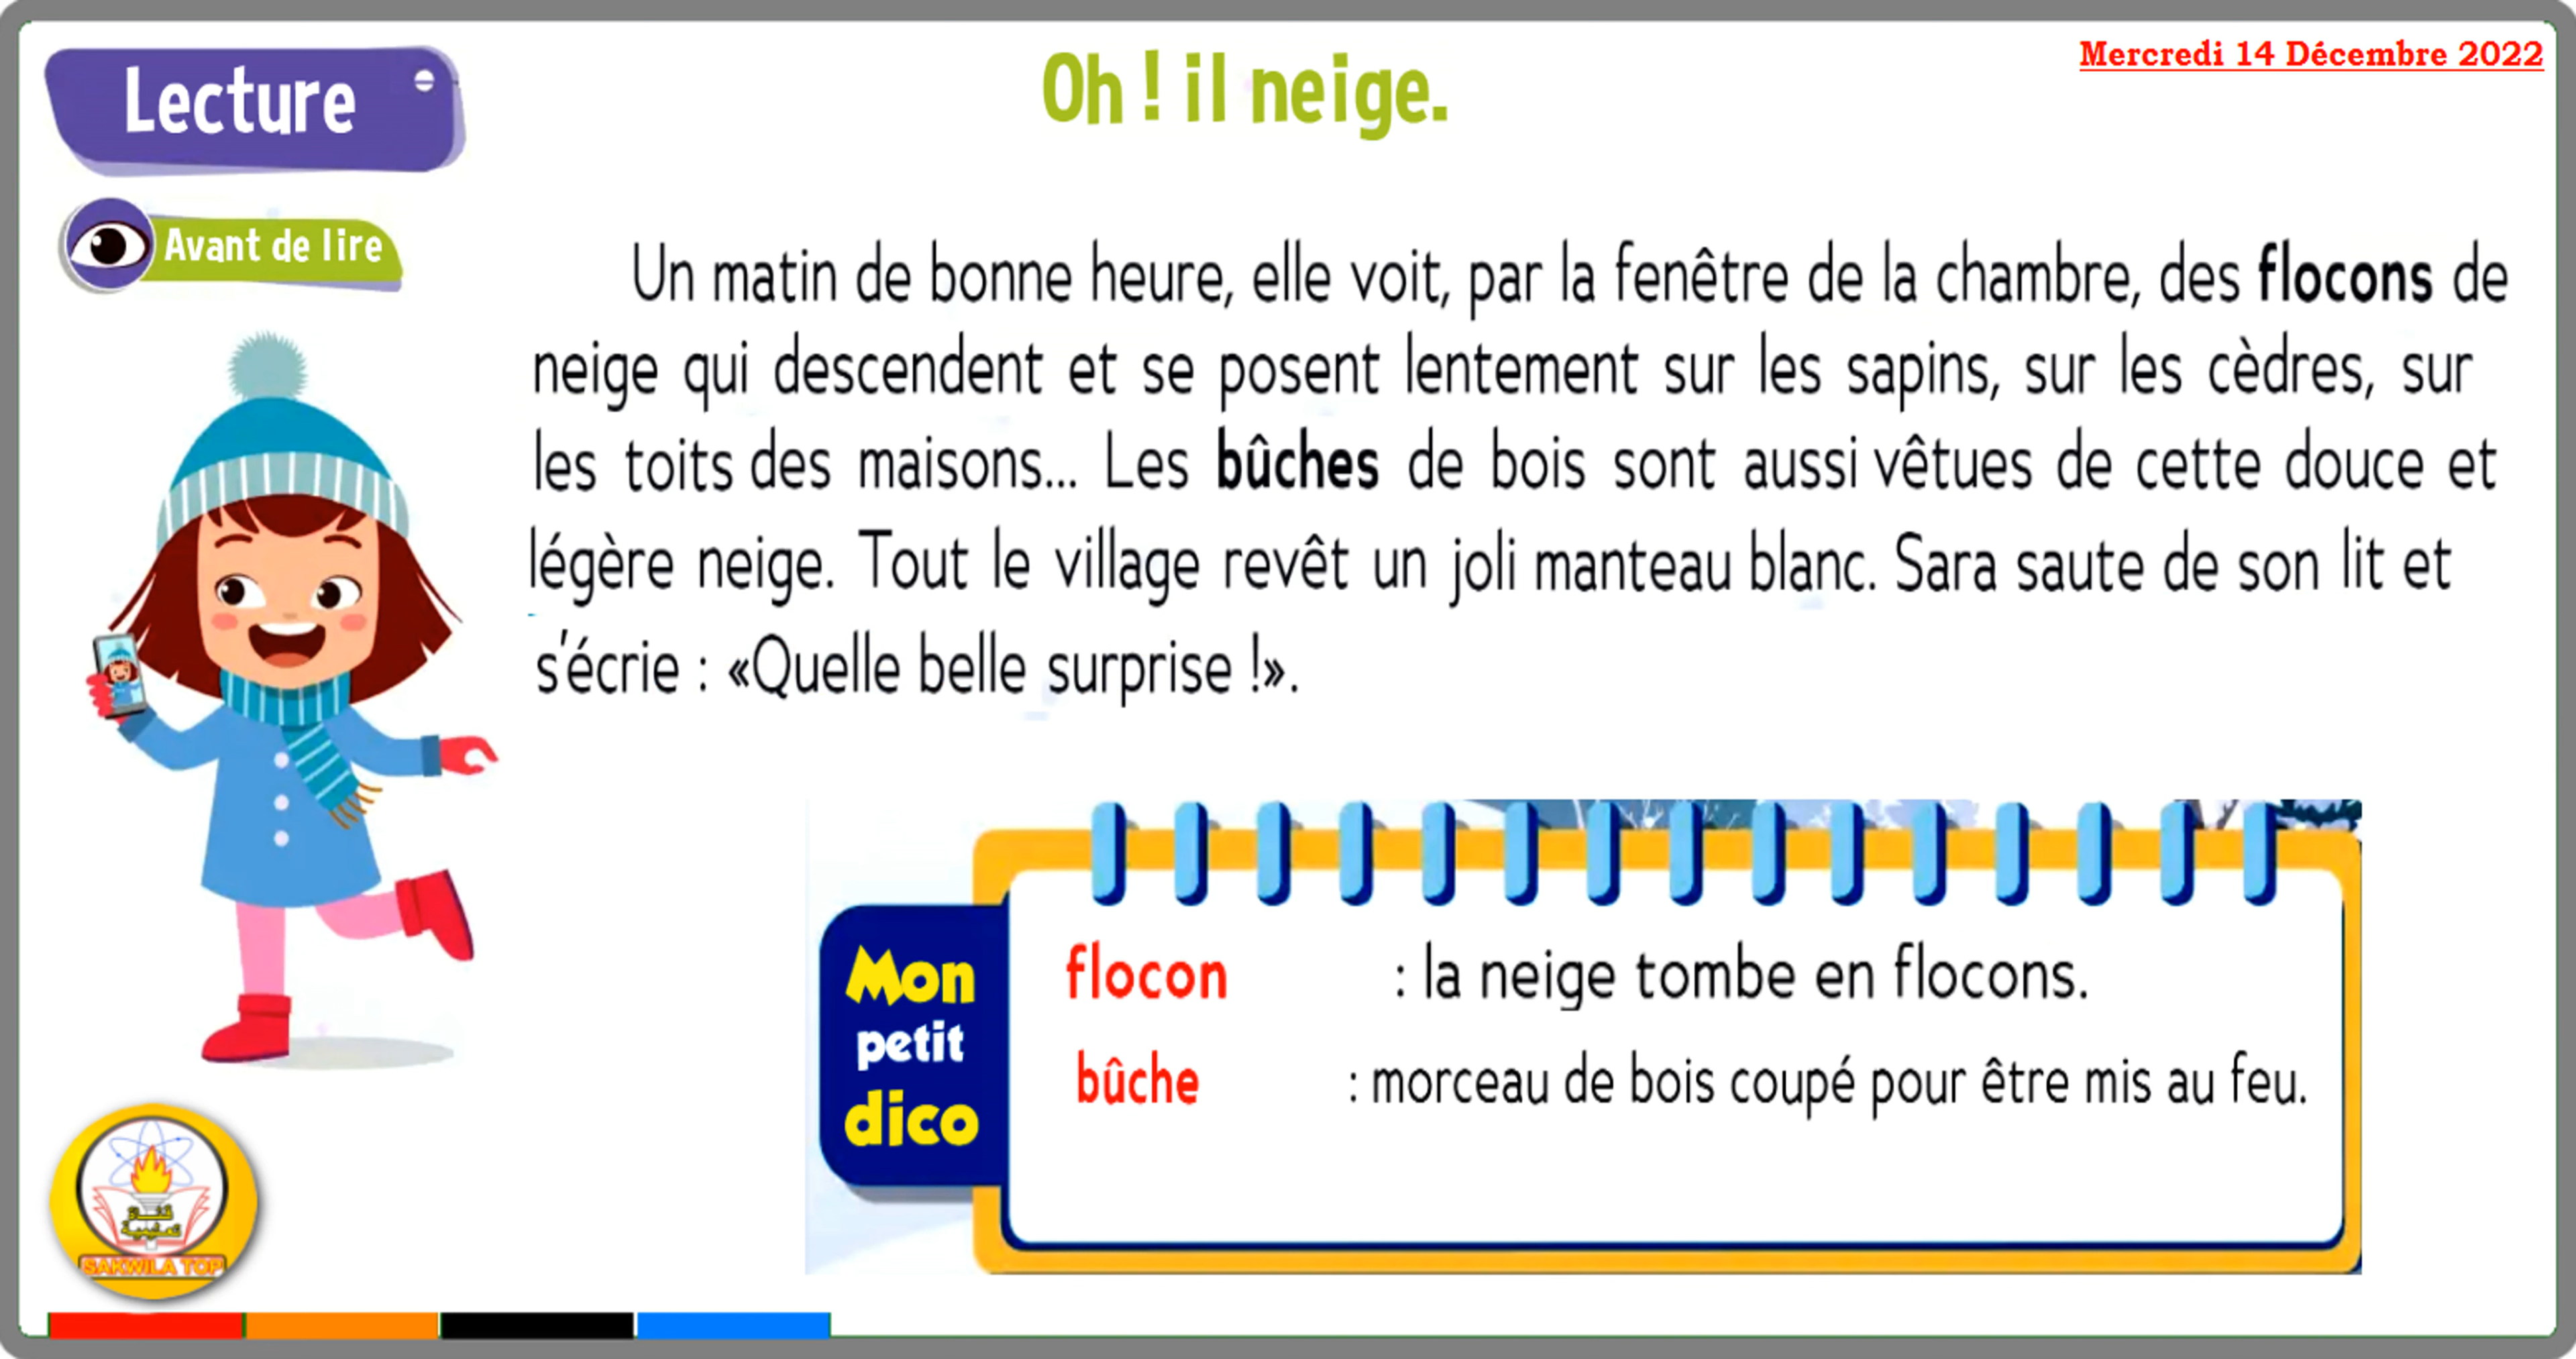 Lecture
Oh ! il neige.
Mercredi 14 Décembre 2022
Avant de lire
Un matin de bonne heure, elle voit, par la fenêtre de la chambre, des flocons de
neige qui descendent et se posent lentement sur les sapins, sur les cèdres, sur
les toits des maisons... Les bûches de bois sont aussi vêtues de cette douce et
légère neige. Tout le village revêt un joli manteau blanc. Sara saute de son lit et
s'écrie : «Quelle belle surprise !».
Mon
petit
dico
flocon : la neige tombe en flocons.
bûche : morceau de bois coupé pour être mis au feu.
قناة
تعليمية
SAKWILA TOP